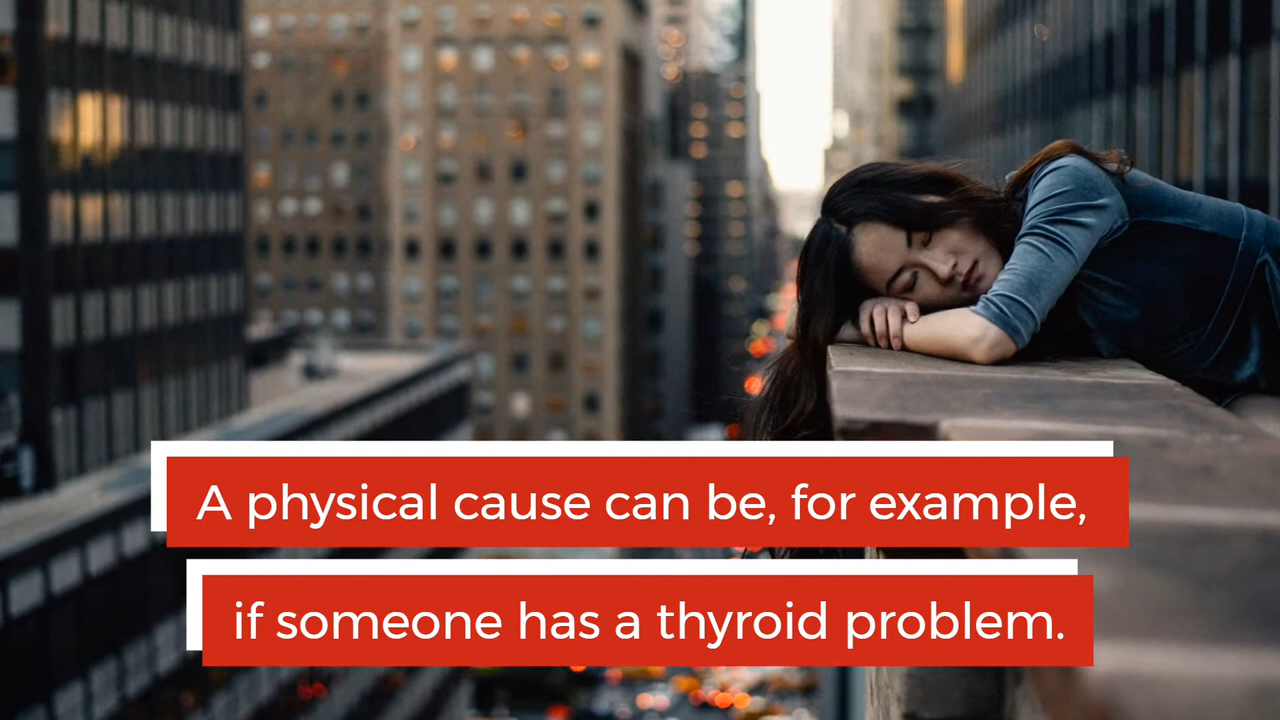 A physical cause can be, for example,
if someone has a thyroid problem.